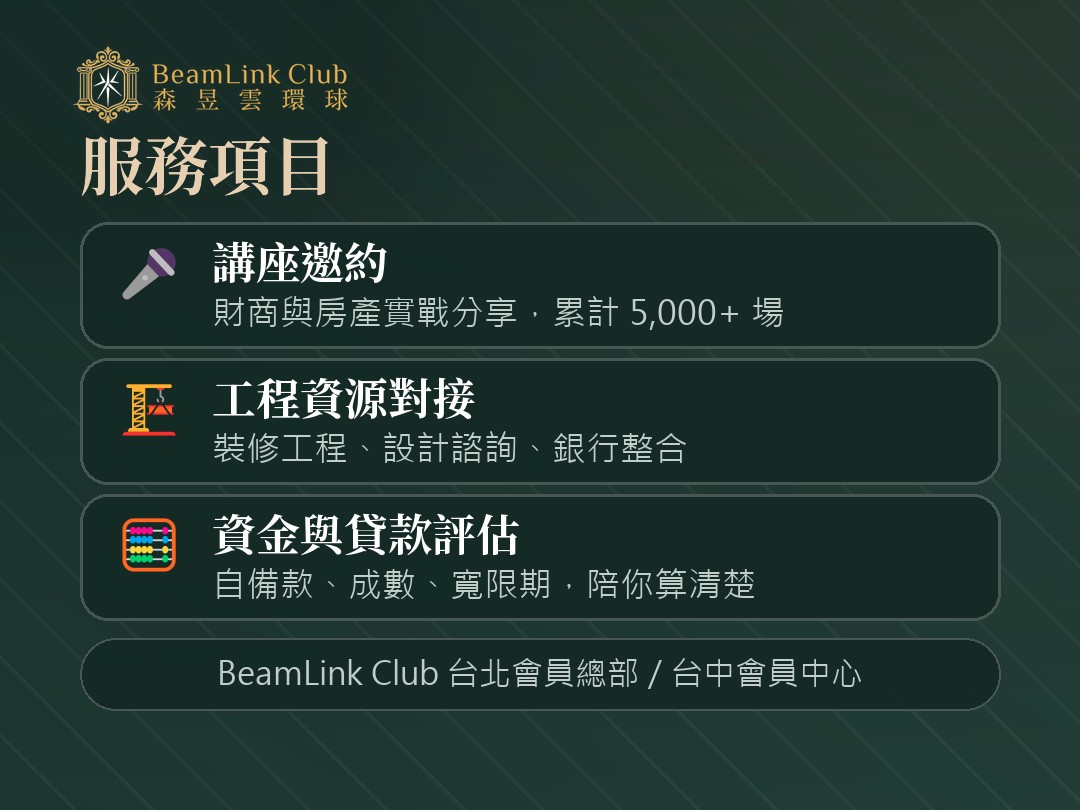 BeamLink Club
森昱雲環球
服務項目
講座邀約
財商與房產實戰分享，累計 5,000+ 場
工程資源對接
裝修工程、設計諮詢、銀行整合
資金與貸款評估
自備款、成數、寬限期，陪你算清楚
BeamLink Club 台北會員總部 / 台中會員中心